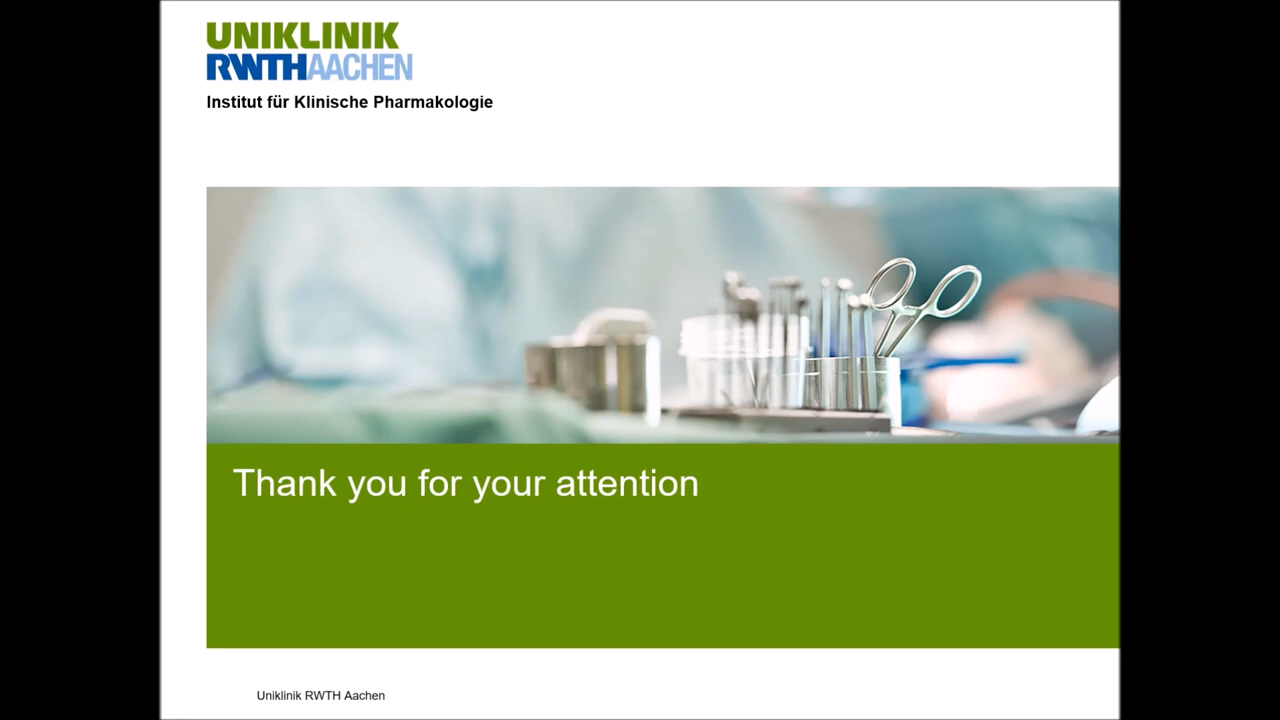 UNIKLINIK
RWTHAACHEN
Institut für Klinische Pharmakologie
Thank you for your attention
Uniklinik RWTH Aachen